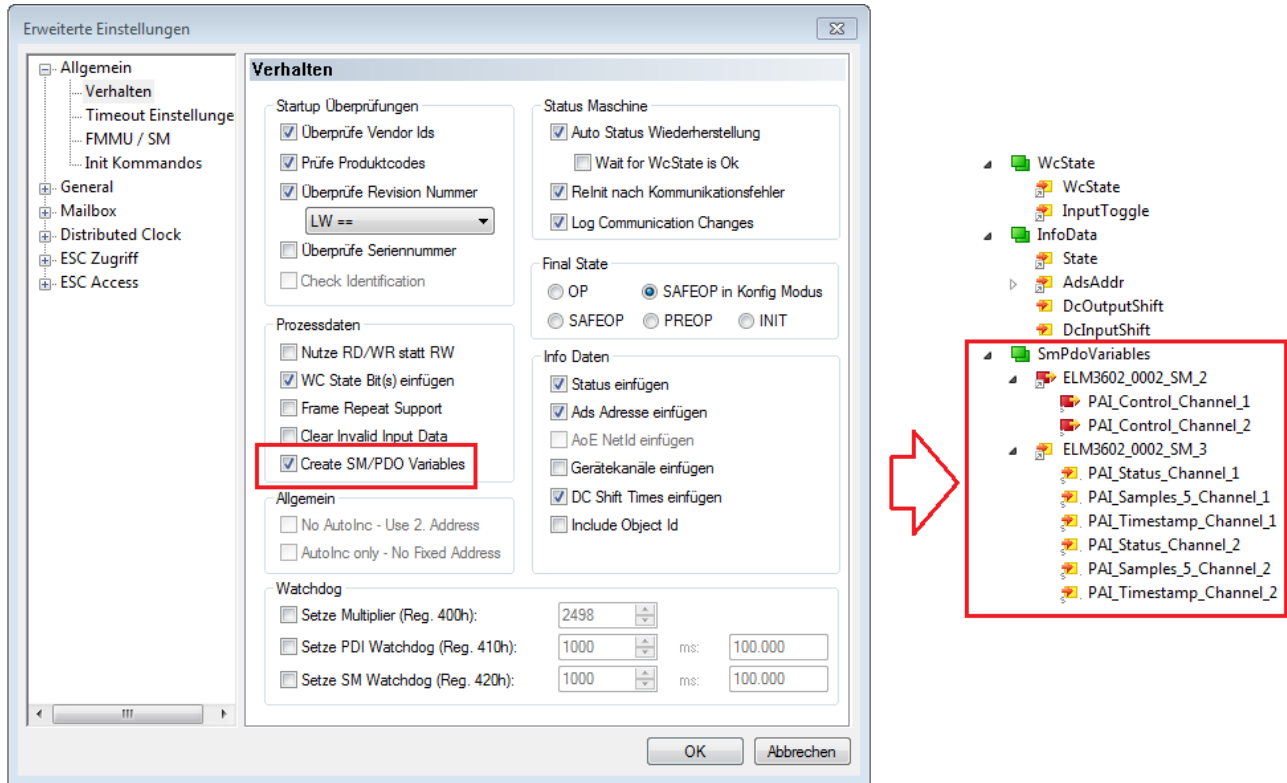 Erweiterte Einstellungen
Allgemein
Verhalten
Timeout Einstellunge
FMMU / SM
Init Kommandos
General
Mailbox
Distributed Clock
ESC Zugriff
ESC Access
Verhalten
Startup Überprüfungen
Überprüfe Vendor Ids
Prüfe Produktcodes
Überprüfe Revision Nummer
LW ==
Überprüfe Seriennummer
Check Identification
Prozessdaten
Nutze RD/WR statt RW
WC State Bit(s) einfügen
Frame Repeat Support
Clear Invalid Input Data
Create SM/PDO Variables
Allgemein
No AutoInc - Use 2. Address
AutoInc only - No Fixed Address
Status Maschine
Auto Status Wiederherstellung
Wait for WcState is Ok
ReInit nach Kommunikationsfehler
Log Communication Changes
Final State
OP SAFEOP in Konfig Modus
SAFEOP PREOP INIT
Info Daten
Status einfügen
Ads Adresse einfügen
AoE NetId einfügen
Gerätekanäle einfügen
DC Shift Times einfügen
Include Object Id
Watchdog
Setze Multiplier (Reg. 400h): 2498
Setze PDI Watchdog (Reg. 410h): 1000 ms: 100.000
Setze SM Watchdog (Reg. 420h): 1000 ms: 100.000
OK Abbrechen
WcState
WcState
InputToggle
InfoData
State
AdsAddr
DcOutputShift
DcInputShift
SmPdoVariables
ELM3602_0002_SM_2
PAI_Control_Channel_1
PAI_Control_Channel_2
ELM3602_0002_SM_3
PAI_Status_Channel_1
PAI_Samples_5_Channel_1
PAI_Timestamp_Channel_1
PAI_Status_Channel_2
PAI_Samples_5_Channel_2
PAI_Timestamp_Channel_2